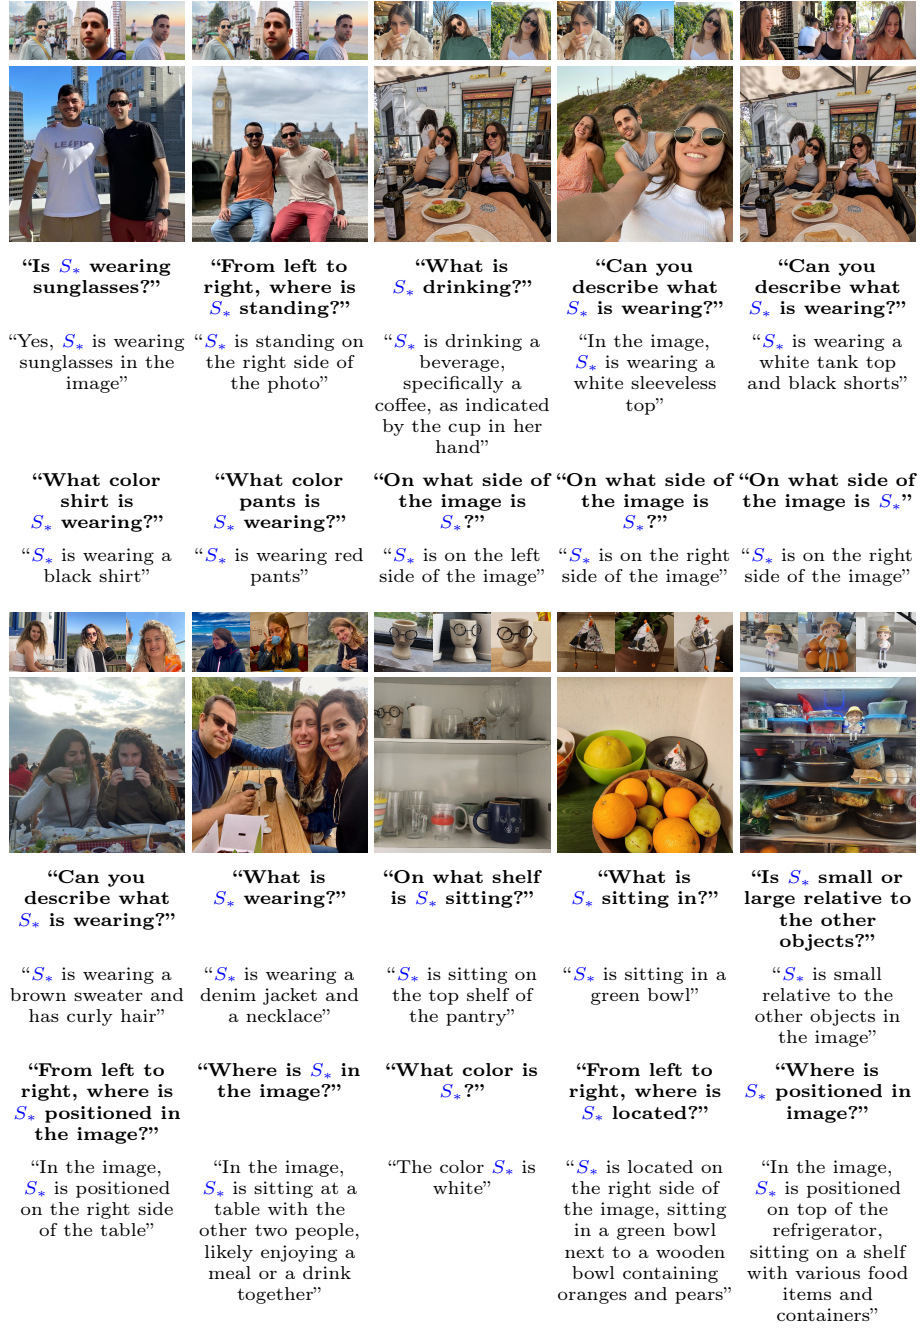 LEFFIX
“Is S* wearing
sunglasses?”
“Yes, S* is wearing
sunglasses in the
image”
“What color
shirt is
S* wearing?”
“S* is wearing a
black shirt”
“From left to
right, where is
S* standing?”
“S* is standing on
the right side of
the photo”
“What color
pants is
S* wearing?”
“S* is wearing red
pants”
“What is
S* drinking?”
“S* is drinking a
beverage,
specifically a
coffee, as indicated
by the cup in her
hand”
“On what side of
the image is
S*?”
“S* is on the left
side of the image”
“Can you
describe what
S* is wearing?”
“In the image,
S* is wearing a
white sleeveless
top”
“On what side of
the image is
S*?”
“S* is on the right
side of the image”
“Can you
describe what
S* is wearing?”
“S* is wearing a
white tank top
and black shorts”
“On what side of
the image is S*”
“S* is on the right
side of the image”
“Can you
describe what
S* is wearing?”
“S* is wearing a
brown sweater and
has curly hair”
“From left to
right, where is
S* positioned in
the image?”
“In the image,
S* is positioned
on the right side
of the table”
“What is
S* wearing?”
“S* is wearing a
denim jacket and
a necklace”
“Where is S* in
the image?”
“In the image,
S* is sitting at a
table with the
other two people,
likely enjoying a
meal or a drink
together”
“On what shelf
is S* sitting?”
“S* is sitting on
the top shelf of
the pantry”
“What color is
S*?”
“The color S* is
white”
“What is
S* sitting in?”
“S* is sitting in a
green bowl”
“From left to
right, where is
S* located?”
“S* is located on
the right side of
the image, sitting
in a green bowl
next to a wooden
bowl containing
oranges and pears”
“Is S* small or
large relative to
the other
objects?”
“S* is small
relative to the
other objects in
the image”
“Where is
S* positioned in
image?”
“In the image,
S* is positioned
on top of the
refrigerator,
sitting on a shelf
with various food
items and
containers”